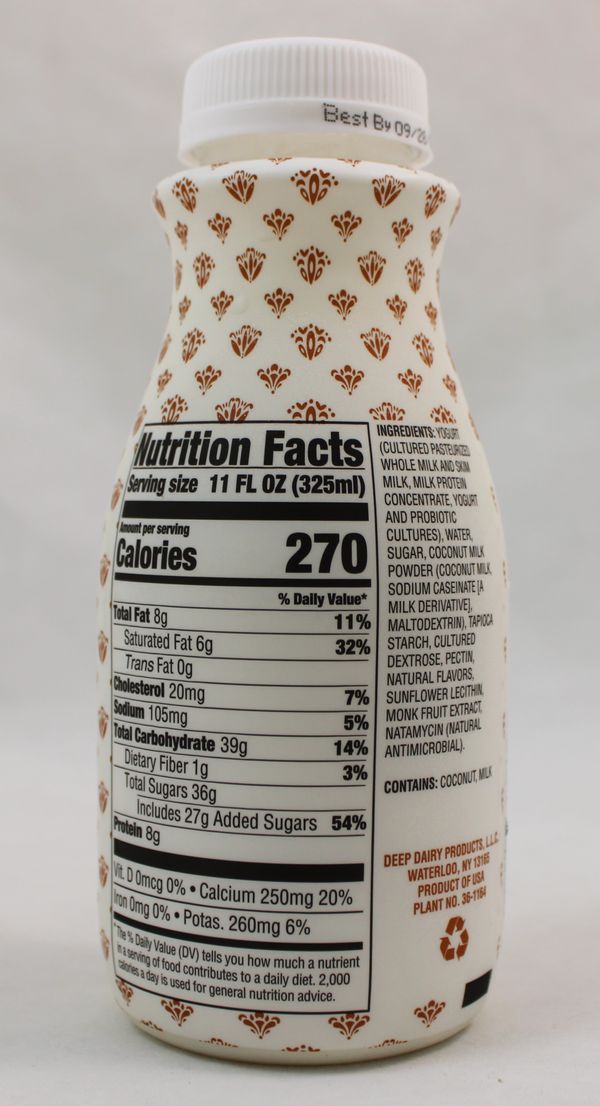 Best By 09/
Nutrition Facts
Serving size 11 FL OZ (325ml)
Amount per serving
Calories 270
% Daily Value*
Total Fat 8g 11%
Saturated Fat 6g 32%
Trans Fat 0g
Cholesterol 20mg 7%
Sodium 105mg 5%
Total Carbohydrate 39g 14%
Dietary Fiber 1g 3%
Total Sugars 36g
Includes 27g Added Sugars 54%
Protein 8g
Vit. D 0mcg 0% • Calcium 250mg 20%
Iron 0mg 0% • Potas. 260mg 6%
*The % Daily Value (DV) tells you how much a nutrient
in a serving of food contributes to a daily diet. 2,000
calories a day is used for general nutrition advice.
INGREDIENTS: YOGURT
(CULTURED PASTEURIZED
WHOLE MILK AND SKIM
MILK, MILK PROTEIN
CONCENTRATE, YOGURT
AND PROBIOTIC
CULTURES), WATER,
SUGAR, COCONUT MILK
POWDER (COCONUT MILK,
SODIUM CASEINATE [A
MILK DERIVATIVE],
MALTODEXTRIN), TAPIOCA
STARCH, CULTURED
DEXTROSE, PECTIN,
NATURAL FLAVORS,
SUNFLOWER LECITHIN,
MONK FRUIT EXTRACT,
NATAMYCIN (NATURAL
ANTIMICROBIAL).
CONTAINS: COCONUT, MILK
DEEP DAIRY PRODUCTS, L.L.C.
WATERLOO, NY 13165
PRODUCT OF USA
PLANT NO. 36-1164